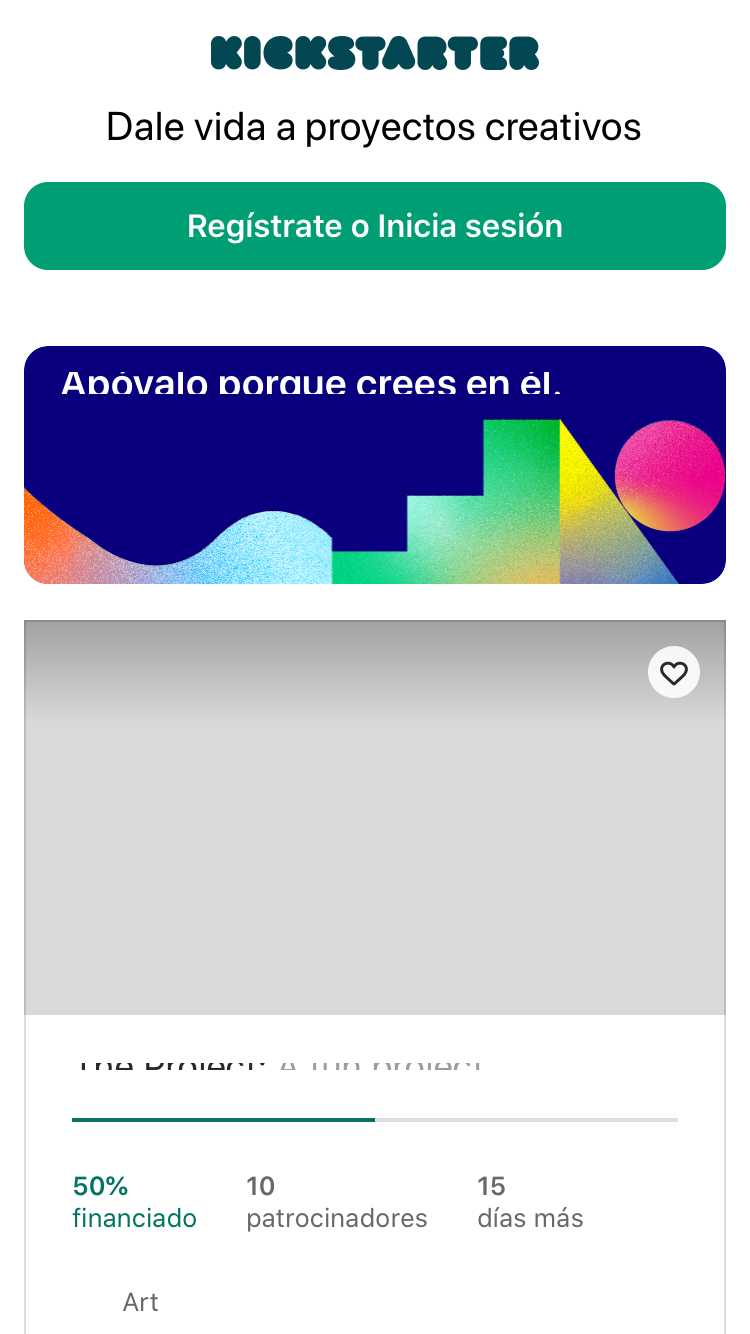 KICKSTARTER
Dale vida a proyectos creativos
Regístrate o Inicia sesión
Apóyalo porque crees en él.
The Project: A fun project
50%
10
15
financiado
patrocinadores
días más
Art